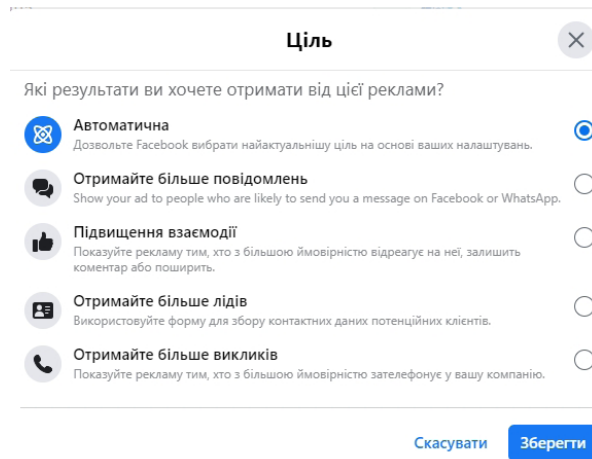 Ціль
Які результати ви хочете отримати від цієї реклами?
Автоматична
Дозвольте Facebook вибрати найактуальнішу ціль на основі ваших налаштувань.
Отримайте більше повідомлень
Show your ad to people who are likely to send you a message on Facebook or WhatsApp.
Підвищення взаємодії
Показуйте рекламу тим, хто з більшою ймовірністю відреагує на неї, залишить
коментар або поширить.
Отримайте більше лідів
Використовуйте форму для збору контактних даних потенційних клієнтів.
Отримайте більше викликів
Показуйте рекламу тим, хто з більшою ймовірністю зателефонує у вашу компанію.
Скасувати Зберегти